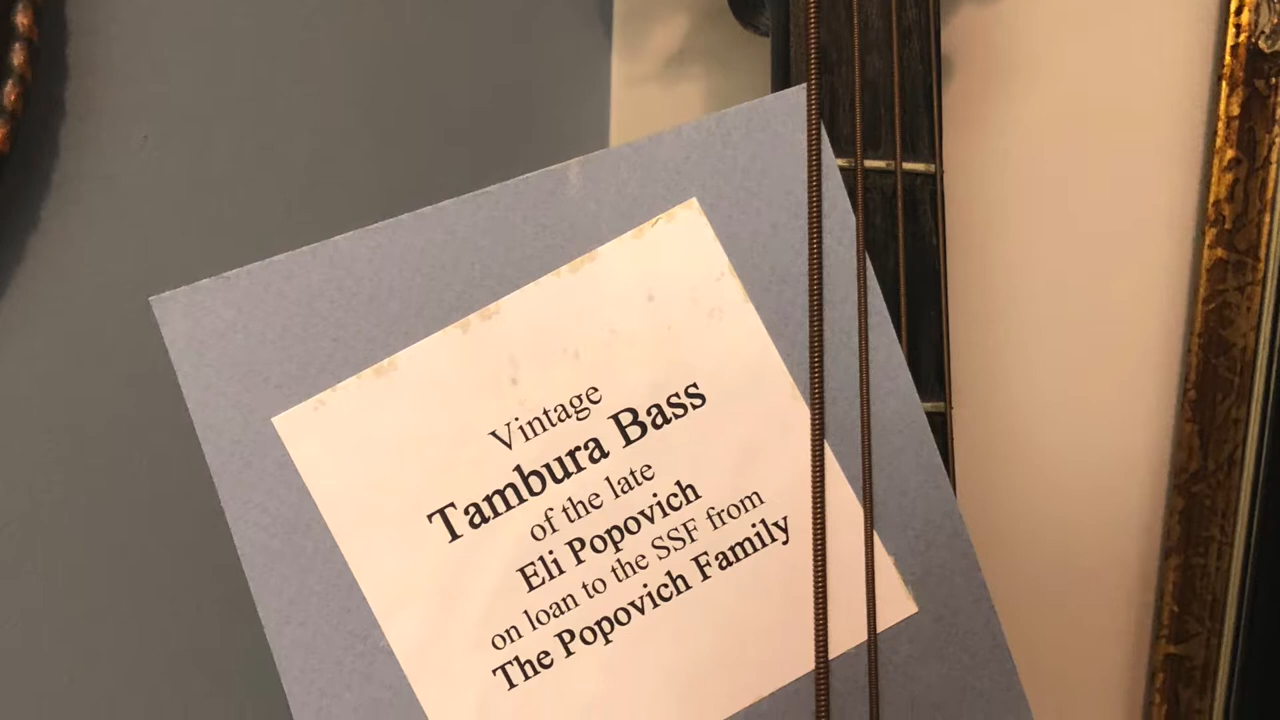 Vintage
Tambura Bass
of the late
Eli Popovich
on loan to the SSF from
The Popovich Family